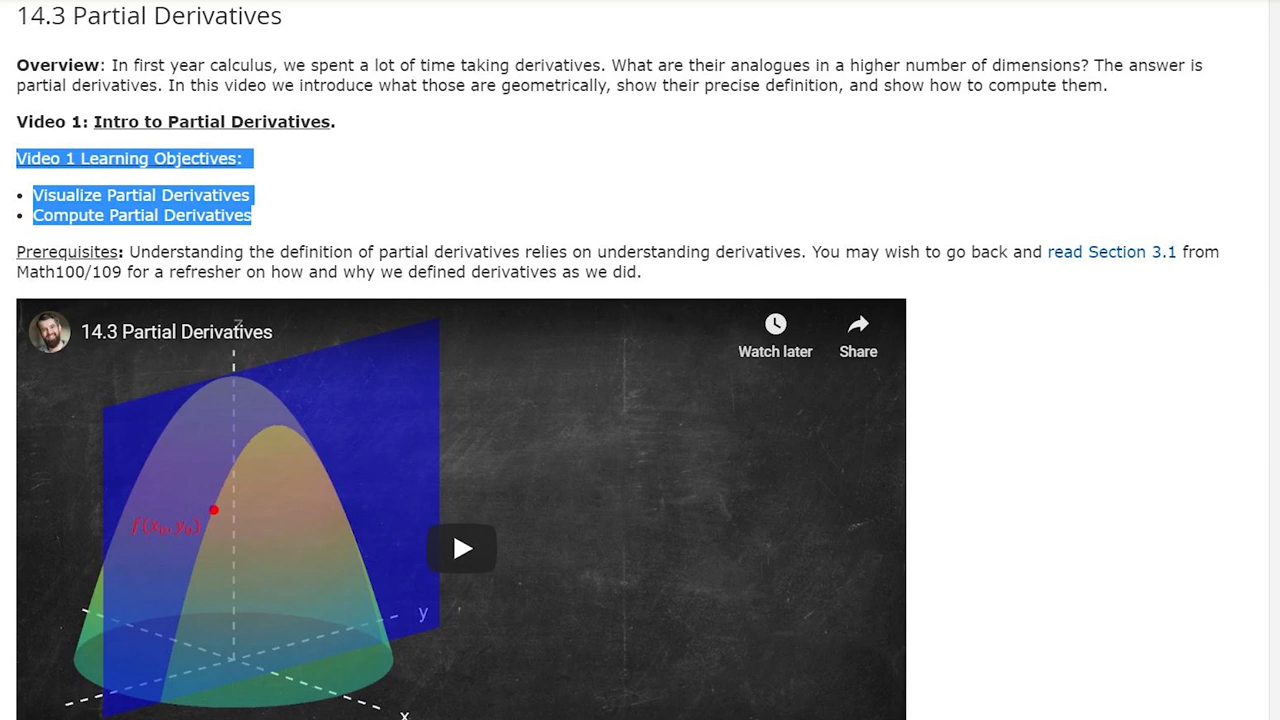 14.3 Partial Derivatives
Overview: In first year calculus, we spent a lot of time taking derivatives. What are their analogues in a higher number of dimensions? The answer is
partial derivatives. In this video we introduce what those are geometrically, show their precise definition, and show how to compute them.
Video 1: Intro to Partial Derivatives.
Video 1 Learning Objectives:
• Visualize Partial Derivatives
• Compute Partial Derivatives
Prerequisites: Understanding the definition of partial derivatives relies on understanding derivatives. You may wish to go back and read Section 3.1 from
Math100/109 for a refresher on how and why we defined derivatives as we did.
14.3 Partial Derivatives
Watch later
Share
z
f(x₀, y₀)
y
x